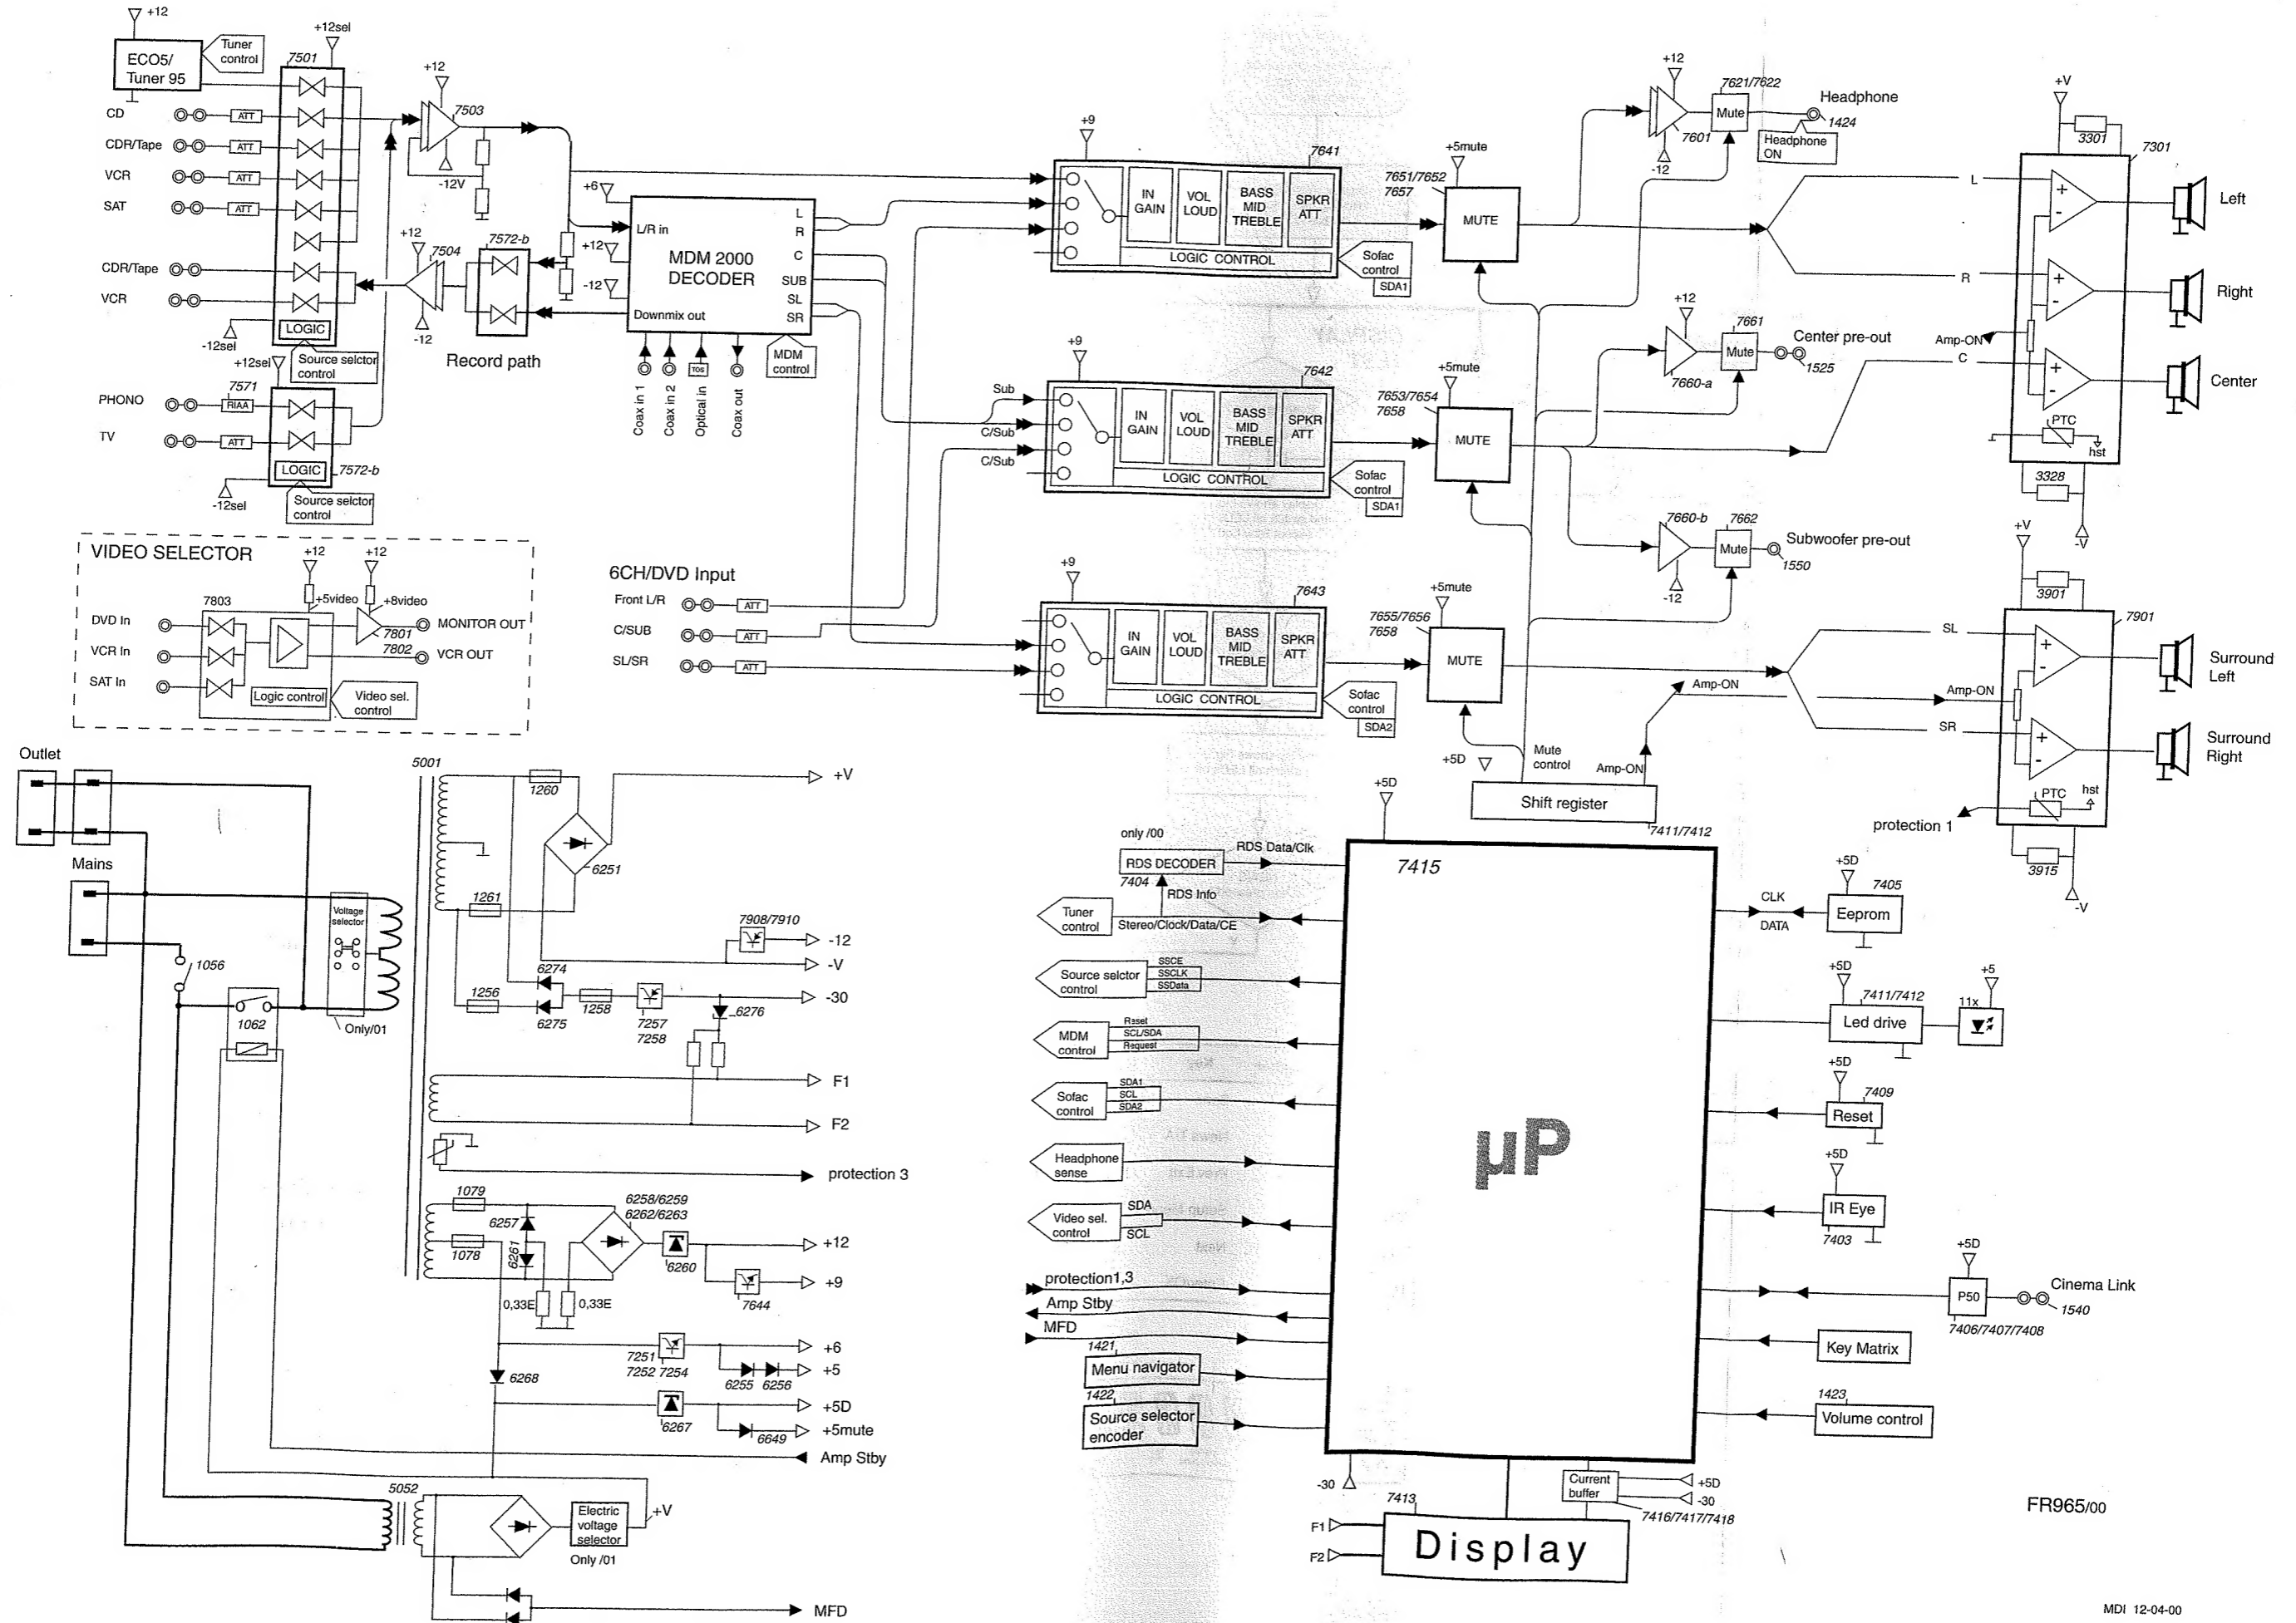 +12
ECO5/
Tuner 95
Tuner
control
7501
+12sel
CD
ATT
CDR/Tape
ATT
VCR
ATT
SAT
ATT
CDR/Tape
VCR
LOGIC
-12sel
Source selctor
control
+12
7503
-12V
+12
7504
-12
7572-b
Record path
+12sel
7571
PHONO
RIAA
TV
ATT
LOGIC
7572-b
-12sel
Source selctor
control
+6
+12
-12
L/R in
MDM 2000
DECODER
Downmix out
L
R
C
SUB
SL
SR
MDM
control
Coax in 1
Coax in 2
TOS
Optical in
Coax out
VIDEO SELECTOR
+12
+12
7803
+5video
+8video
DVD In
VCR In
SAT In
7801
7802
MONITOR OUT
VCR OUT
Logic control
Video sel.
control
6CH/DVD Input
Front L/R
ATT
C/SUB
ATT
SL/SR
ATT
+9
7641
IN
GAIN
VOL
LOUD
BASS
MID
TREBLE
SPKR
ATT
LOGIC CONTROL
Sofac
control
SDA1
+9
7642
Sub
C/Sub
C/Sub
IN
GAIN
VOL
LOUD
BASS
MID
TREBLE
SPKR
ATT
LOGIC CONTROL
Sofac
control
SDA1
+9
7643
IN
GAIN
VOL
LOUD
BASS
MID
TREBLE
SPKR
ATT
LOGIC CONTROL
Sofac
control
SDA2
+5mute
7651/7652
7657
MUTE
+5mute
7653/7654
7658
MUTE
+5mute
7655/7656
7658
MUTE
+12
7601
-12
7621/7622
Mute
Headphone
1424
Headphone
ON
+12
7660-a
7661
Mute
Center pre-out
1525
7660-b
-12
7662
Mute
Subwoofer pre-out
1550
L
R
Amp-ON
C
+V
3301
7301
Left
Right
Center
PTC
hst
3328
-V
+V
3901
7901
SL
Amp-ON
Amp-ON
SR
Surround
Left
Surround
Right
PTC
hst
protection 1
3915
-V
+5D
Mute
control
Amp-ON
Shift register
7411/7412
Outlet
Mains
1056
1062
Voltage
selector
Only/01
5001
1260
6251
+V
1261
7908/7910
-12
-V
6274
1256
6275
1258
7257
7258
6276
-30
F1
F2
protection 3
1079
1078
6257
6261
6258/6259
6262/6263
6260
+12
7644
+9
0,33E
0,33E
7251
7252 7254
+6
6255
6256
+5
6268
6267
+5D
6649
+5mute
Amp Stby
5052
Electric
voltage
selector
Only /01
+V
MFD
+5D
7415
µP
only /00
RDS DECODER
7404
RDS Data/Clk
RDS Info
Tuner
control
Stereo/Clock/Data/CE
Source selctor
control
SSCE
SSCLK
SSData
MDM
control
Reset
SCL/SDA
Request
Sofac
control
SDA1
SCL
SDA2
Headphone
sense
Video sel.
control
SDA
SCL
protection1,3
Amp Stby
MFD
1421
Menu navigator
1422
Source selector
encoder
CLK
DATA
+5D
7405
Eeprom
+5D
7411/7412
Led drive
11x
+5
+5D
7409
Reset
+5D
IR Eye
7403
+5D
P50
Cinema Link
1540
7406/7407/7408
Key Matrix
1423
Volume control
-30
Current
buffer
+5D
-30
7416/7417/7418
7413
F1
F2
Display
FR965/00
MDI 12-04-00